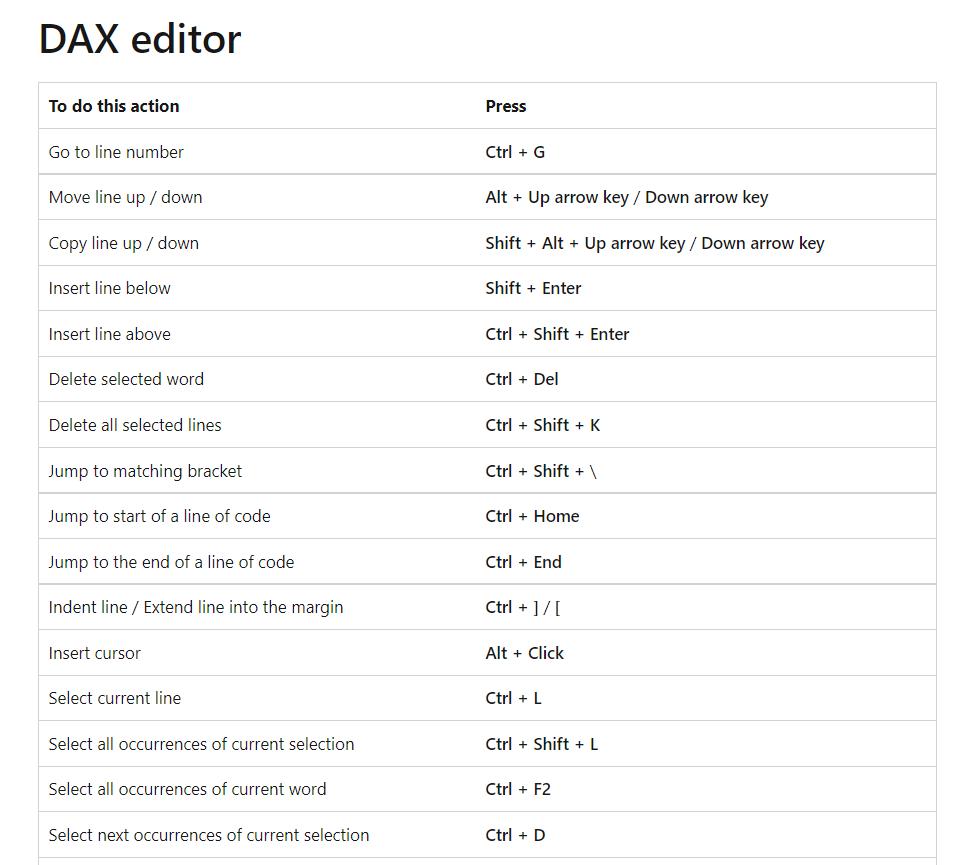 DAX editor
To do this action Press
Go to line number Ctrl + G
Move line up / down Alt + Up arrow key / Down arrow key
Copy line up / down Shift + Alt + Up arrow key / Down arrow key
Insert line below Shift + Enter
Insert line above Ctrl + Shift + Enter
Delete selected word Ctrl + Del
Delete all selected lines Ctrl + Shift + K
Jump to matching bracket Ctrl + Shift + \
Jump to start of a line of code Ctrl + Home
Jump to the end of a line of code Ctrl + End
Indent line / Extend line into the margin Ctrl + ] / [
Insert cursor Alt + Click
Select current line Ctrl + L
Select all occurrences of current selection Ctrl + Shift + L
Select all occurrences of current word Ctrl + F2
Select next occurrences of current selection Ctrl + D